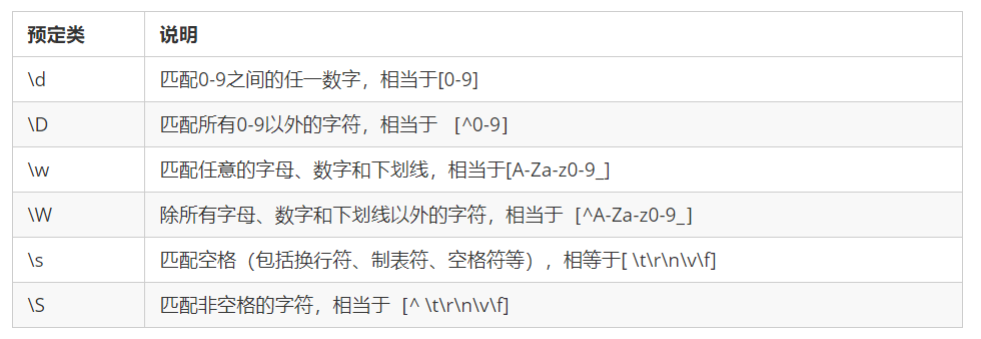 预定类 说明
\d 匹配0-9之间的任一数字，相当于[0-9]
\D 匹配所有0-9以外的字符，相当于 [^0-9]
\w 匹配任意的字母、数字和下划线，相当于[A-Za-z0-9_]
\W 除所有字母、数字和下划线以外的字符，相当于 [^A-Za-z0-9_]
\s 匹配空格（包括换行符、制表符、空格符等），相等于[ \t\r\n\v\f]
\S 匹配非空格的字符，相当于 [^ \t\r\n\v\f]